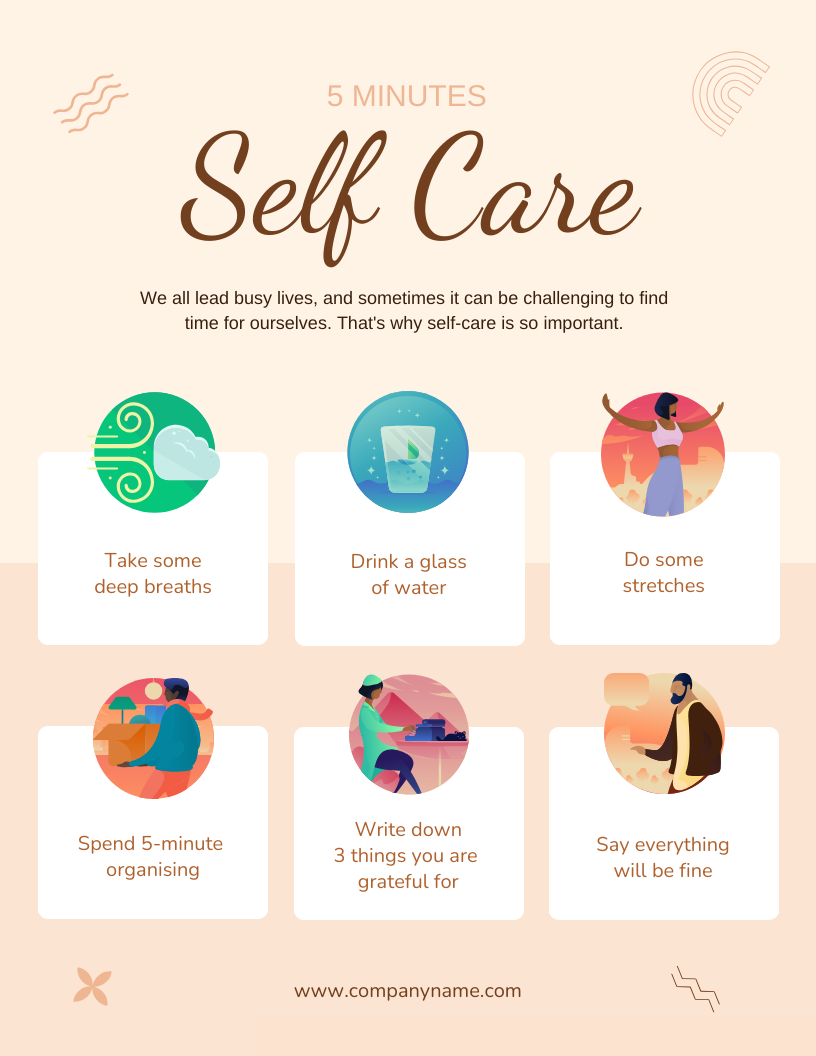 5 MINUTES
Self Care
We all lead busy lives, and sometimes it can be challenging to find
time for ourselves. That's why self-care is so important.
Take some
deep breaths
Drink a glass
of water
Do some
stretches
Spend 5-minute
organising
Write down
3 things you are
grateful for
Say everything
will be fine
www.companyname.com